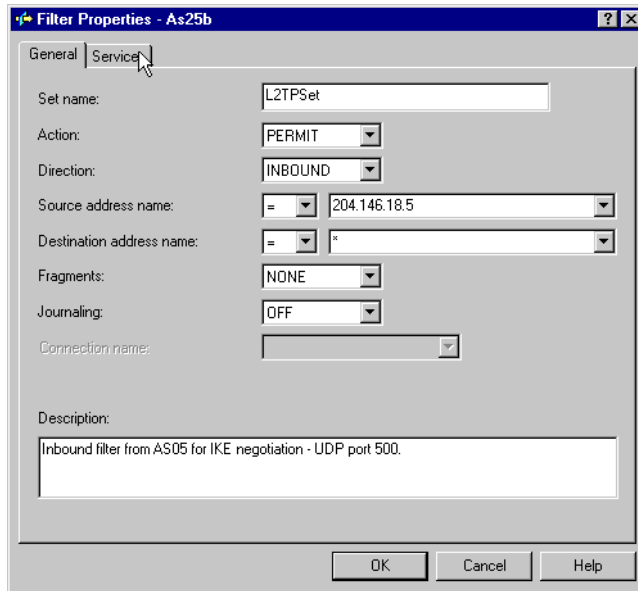 Filter Properties - As25b
General Services
Set name: L2TPSet
Action: PERMIT
Direction: INBOUND
Source address name: = 204.146.18.5
Destination address name: = *
Fragments: NONE
Journaling: OFF
Connection name:
Description:
Inbound filter from AS05 for IKE negotiation - UDP port 500.
OK Cancel Help